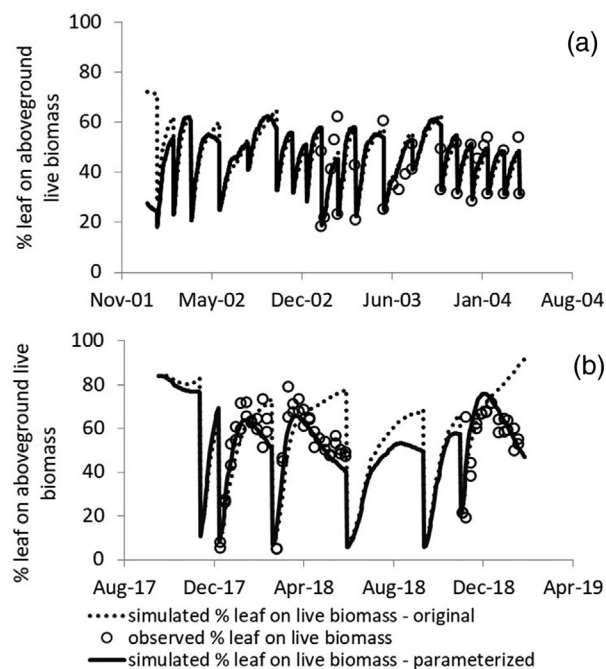 (a)
% leaf on aboveground
live biomass
100
80
60
40
20
0
Nov-01 May-02 Dec-02 Jun-03 Jan-04 Aug-04
(b)
% leaf on aboveground live
biomass
100
80
60
40
20
0
Aug-17 Dec-17 Apr-18 Aug-18 Dec-18 Apr-19
simulated % leaf on live biomass - original
observed % leaf on live biomass
simulated % leaf on live biomass - parameterized